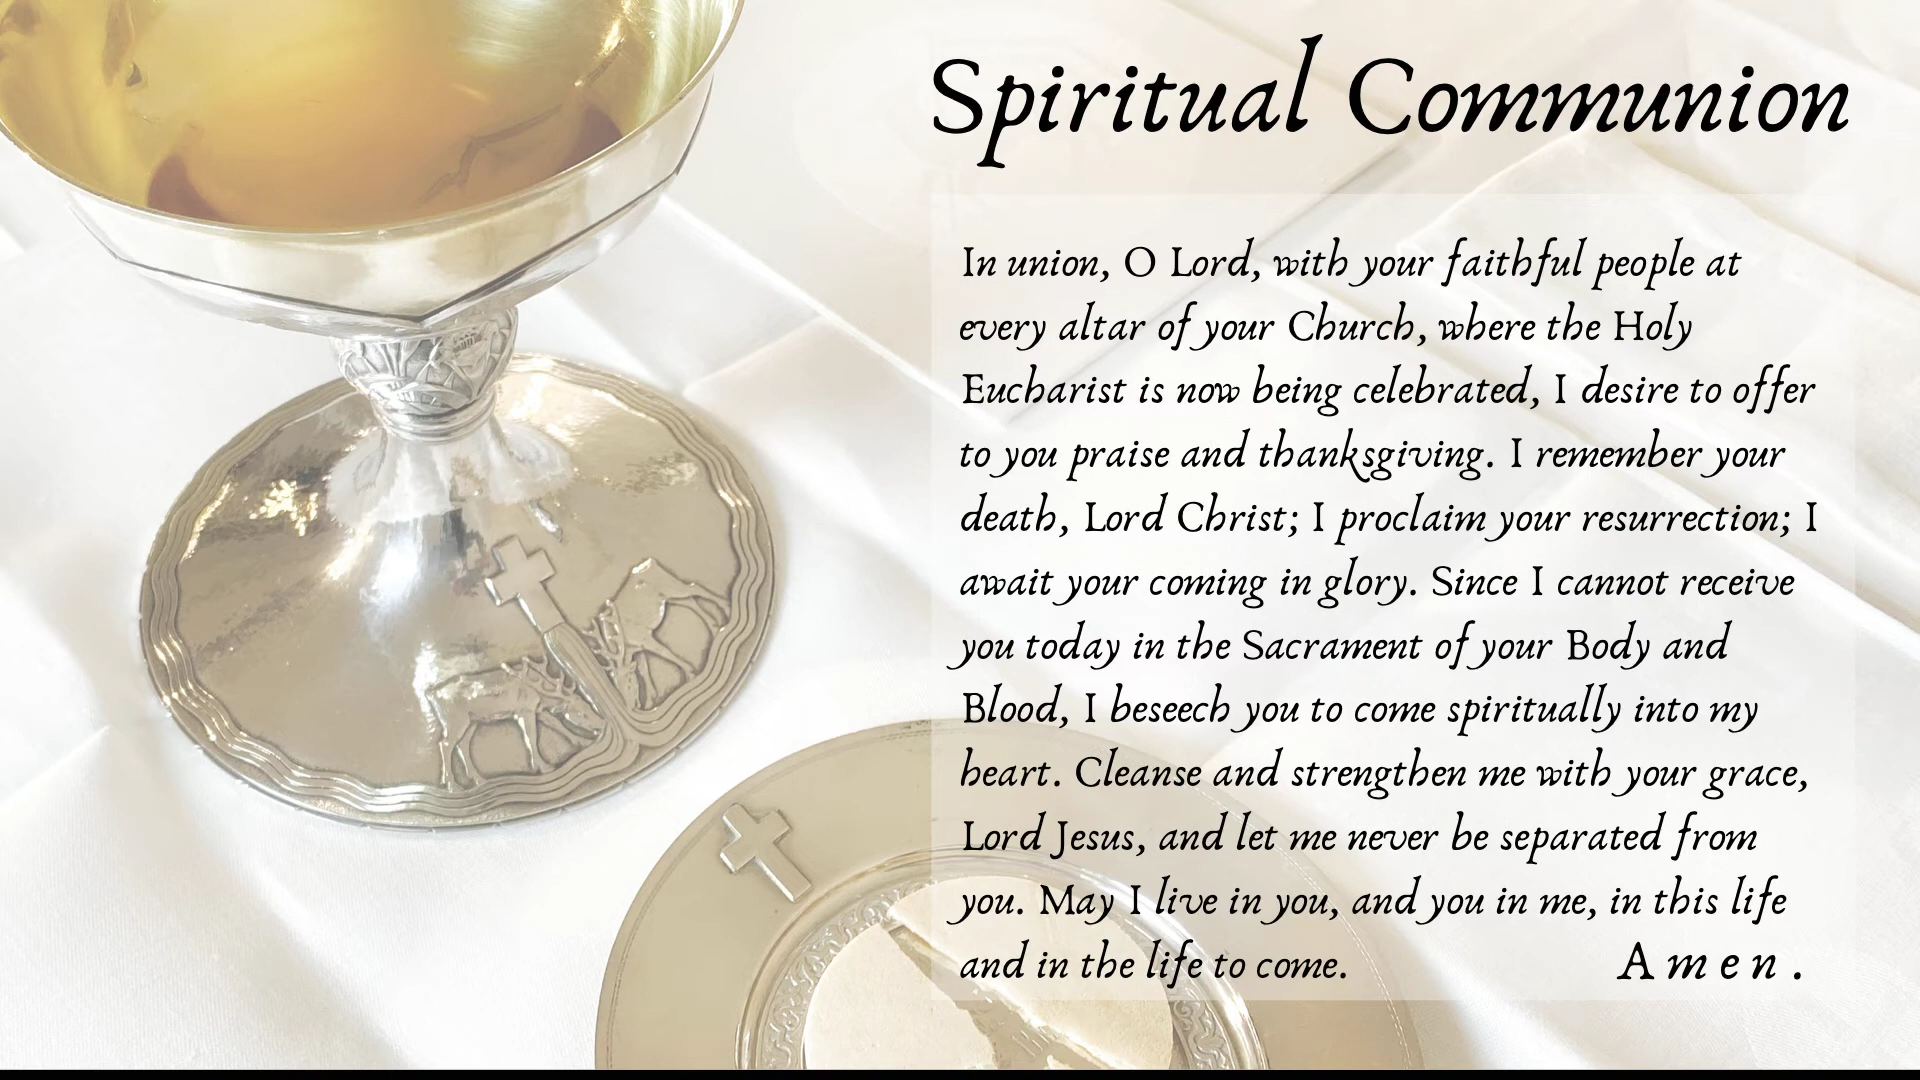 Spiritual Communion
In union, O Lord, with your faithful people at
every altar of your Church, where the Holy
Eucharist is now being celebrated, I desire to offer
to you praise and thanksgiving. I remember your
death, Lord Christ; I proclaim your resurrection; I
await your coming in glory. Since I cannot receive
you today in the Sacrament of your Body and
Blood, I beseech you to come spiritually into my
heart. Cleanse and strengthen me with your grace,
Lord Jesus, and let me never be separated from
you. May I live in you, and you in me, in this life
and in the life to come. Amen.